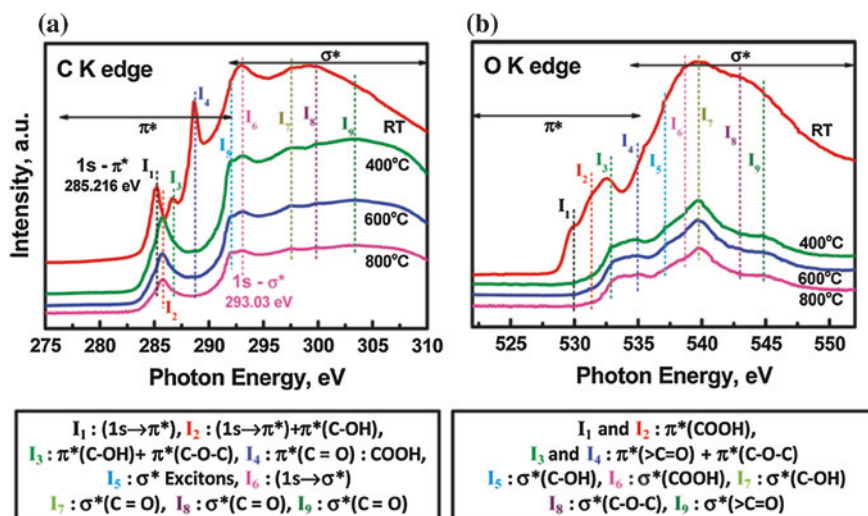 (a)
C K edge
σ*
I4
RT
π*
I6
I7
I8
I9
I5
1s - π*
I1
I3
285.216 eV
400°C
600°C
800°C
1s - σ*
293.03 eV
I2
Intensity, a.u.
275 280 285 290 295 300 305 310
Photon Energy, eV
(b)
O K edge
σ*
RT
π*
I1
I2
I3
I4
I5
I6
I7
I8
I9
400°C
600°C
800°C
525 530 535 540 545 550
Photon Energy, eV
I1 : (1s→π*), I2 : (1s→π*)+π*(C-OH),
I3 : π*(C-OH)+ π*(C-O-C), I4 : π*(C = O) : COOH,
I5 : σ* Excitons, I6 : (1s→σ*)
I7 : σ*(C = O), I8 : σ*(C = O), I9 : σ*(C = O)
I1 and I2 : π*(COOH),
I3 and I4 : π*(>C=O) + π*(C-O-C)
I5 : σ*(C-OH), I6 : σ*(COOH), I7 : σ*(C-OH)
I8 : σ*(C-O-C), I9 : σ*(>C=O)